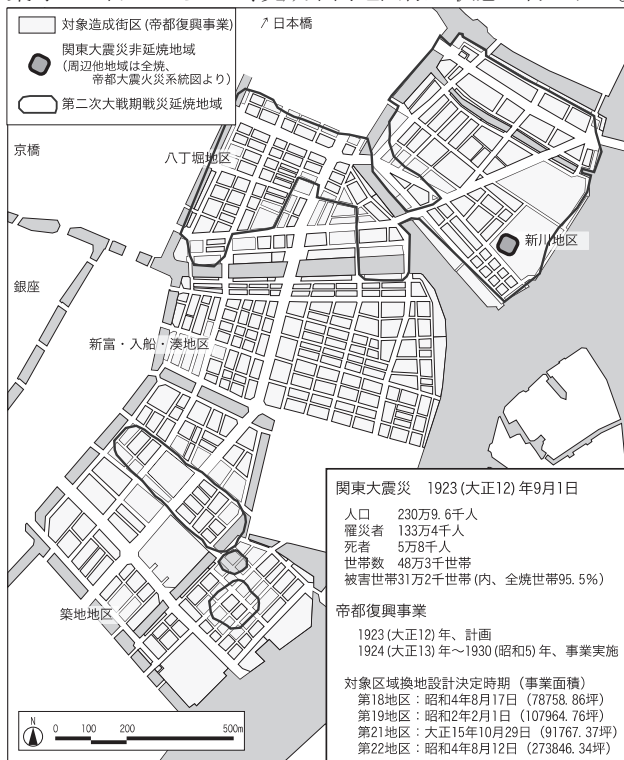 対象造成街区(帝都復興事業)
関東大震災非延焼地域
(周辺他地域は全焼、
帝都大震火災系統図より)
第二次大戦期戦災延焼地域
↗日本橋
京橋
八丁堀地区
新川地区
銀座
新富・入船・湊地区
築地地区
N
0 100 200 500m
関東大震災 1923(大正12)年9月1日
人口 230万9.6千人
罹災者 133万4千人
死者 5万8千人
世帯数 48万3千世帯
被害世帯31万2千世帯(内、全焼世帯95.5%)
帝都復興事業
1923(大正12)年、計画
1924(大正13)年〜1930(昭和5)年、事業実施
対象区域換地設計決定時期(事業面積)
第18地区:昭和4年8月17日(78758.86坪)
第19地区:昭和2年2月1日(107964.76坪)
第21地区:大正15年10月29日(91767.37坪)
第22地区:昭和4年8月12日(273846.34坪)